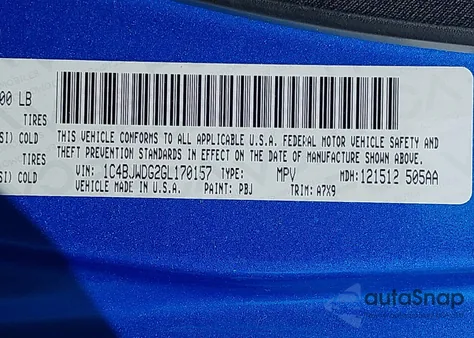 00 LB
TIRES
SI) COLD
TIRES
SI) COLD
THIS VEHICLE CONFORMS TO ALL APPLICABLE U.S.A. FEDERAL MOTOR VEHICLE SAFETY AND
THEFT PREVENTION STANDARDS IN EFFECT ON THE DATE OF MANUFACTURE SHOWN ABOVE.
VIN: 1C4BJWDG2GL170157 TYPE: MPV MDH: 121512 505AA
VEHICLE MADE IN U.S.A. PAINT: PBJ TRIM: A7X9
autoSnap